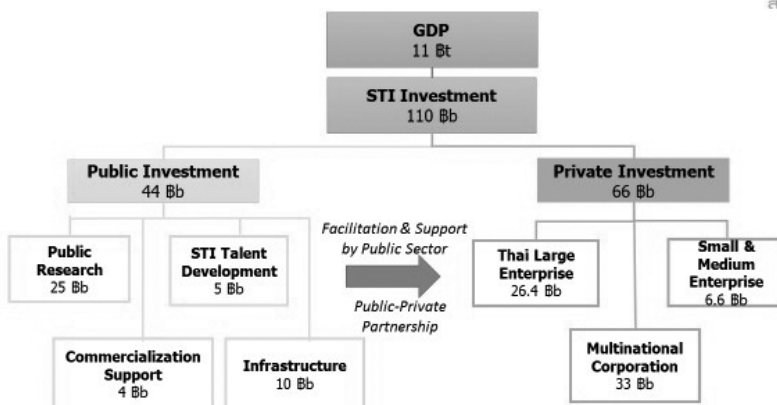 GDP
11 ฿t
STI Investment
110 ฿b
Public Investment
44 ฿b
Private Investment
66 ฿b
Public
Research
25 ฿b
STI Talent
Development
5 ฿b
Commercialization
Support
4 ฿b
Infrastructure
10 ฿b
Facilitation & Support
by Public Sector
Public-Private
Partnership
Thai Large
Enterprise
26.4 ฿b
Small &
Medium
Enterprise
6.6 ฿b
Multinational
Corporation
33 ฿b